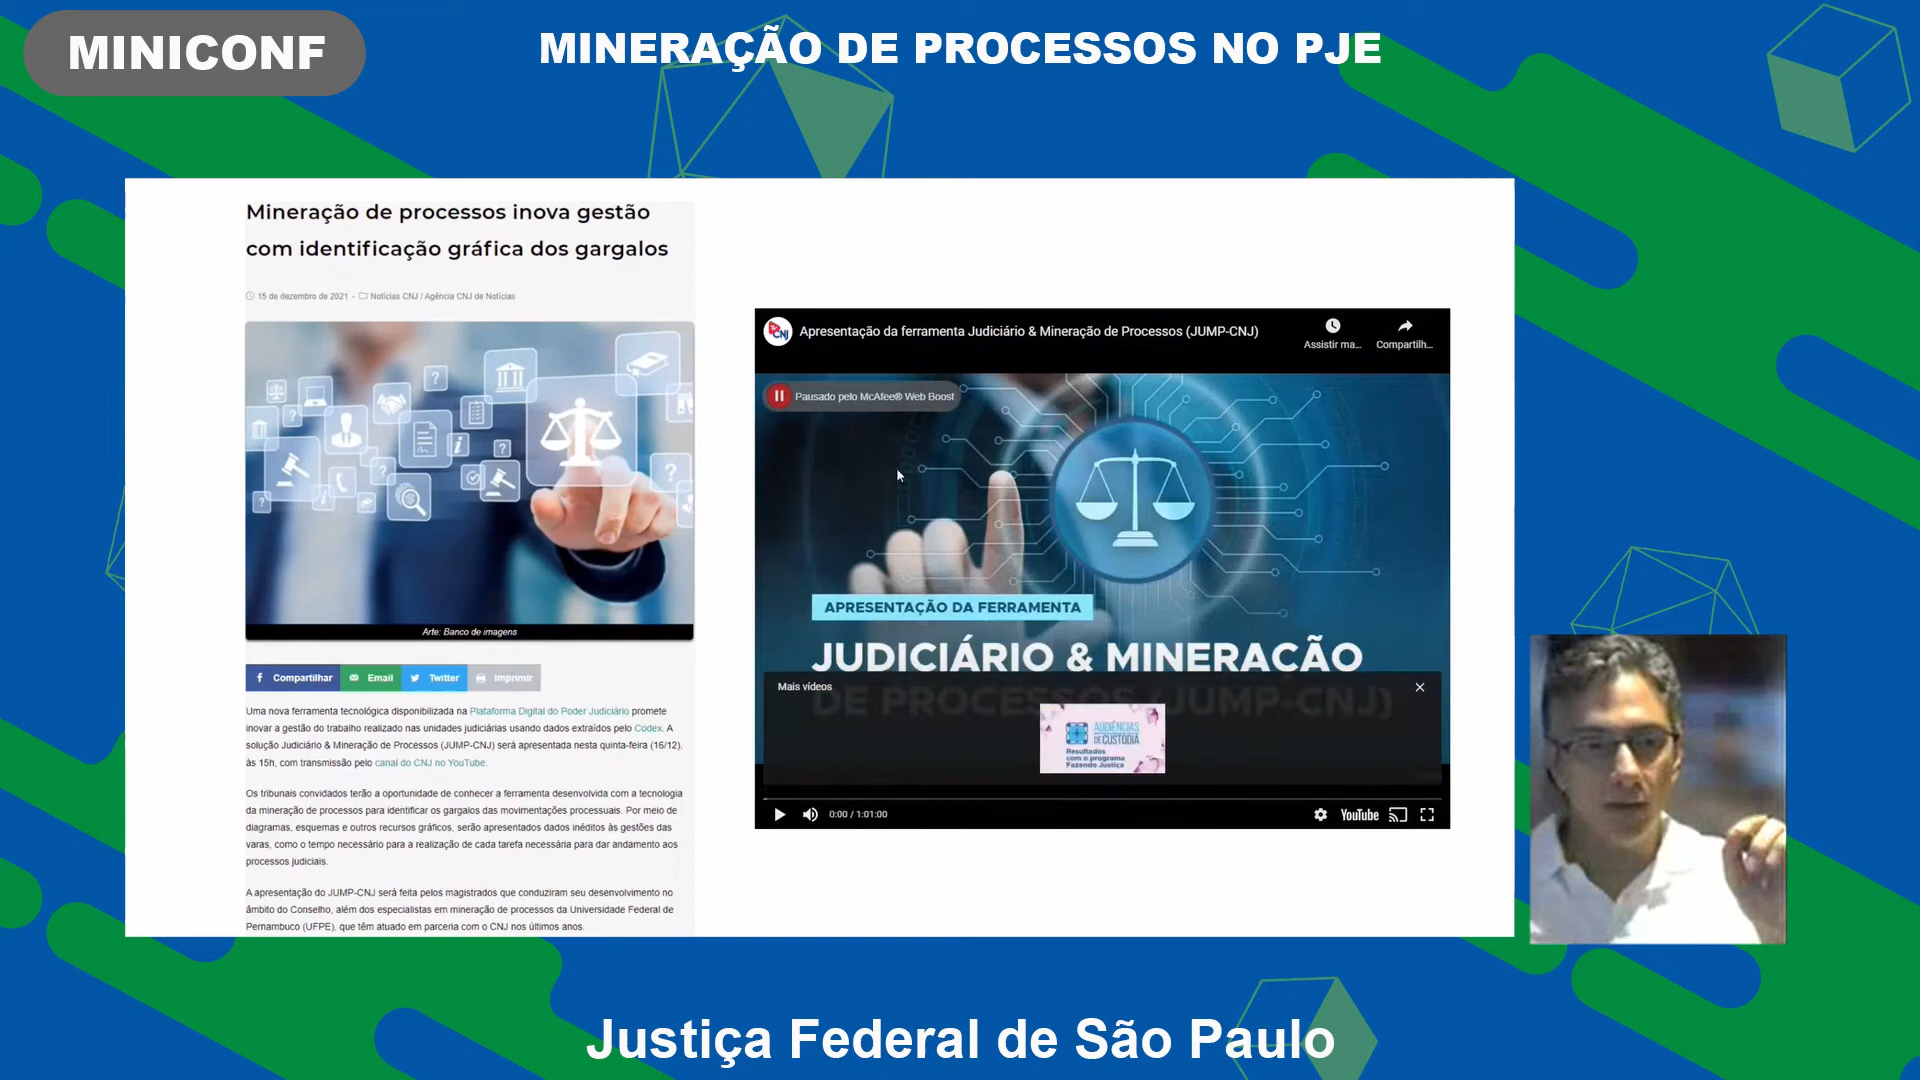 MINICONF
MINERAÇÃO DE PROCESSOS NO PJE
Mineração de processos inova gestão
com identificação gráfica dos gargalos
15 de dezembro de 2021 - Notícias CNJ / Agência CNJ de Notícias
Arte: Banco de imagens
Compartilhar Email Twitter Imprimir
Uma nova ferramenta tecnológica disponibilizada na Plataforma Digital do Poder Judiciário promete
inovar a gestão do trabalho realizado nas unidades judiciárias usando dados extraídos pelo Codex. A
solução Judiciário & Mineração de Processos (JUMP-CNJ) será apresentada nesta quinta-feira (16/12),
às 15h, com transmissão pelo canal do CNJ no YouTube.
Os tribunais convidados terão a oportunidade de conhecer a ferramenta desenvolvida com a tecnologia
da mineração de processos para identificar os gargalos das movimentações processuais. Por meio de
diagramas, esquemas e outros recursos gráficos, serão apresentados dados inéditos às gestões das
varas, como o tempo necessário para a realização de cada tarefa necessária para dar andamento aos
processos judiciais.
A apresentação do JUMP-CNJ será feita pelos magistrados que conduziram seu desenvolvimento no
âmbito do Conselho, além dos especialistas em mineração de processos da Universidade Federal de
Pernambuco (UFPE), que têm atuado em parceria com o CNJ nos últimos anos.
CNJ
Apresentação da ferramenta Judiciário & Mineração de Processos (JUMP-CNJ)
Assistir ma...
Compartilh...
Pausado pelo McAfee® Web Boost
APRESENTAÇÃO DA FERRAMENTA
JUDICIÁRIO & MINERAÇÃO
DE PROCESSOS (JUMP-CNJ)
Mais vídeos
AUDIÊNCIAS
DE CUSTÓDIA
Resultados
com o programa
Fazendo Justiça
0:00 / 1:01:00
YouTube
Justiça Federal de São Paulo